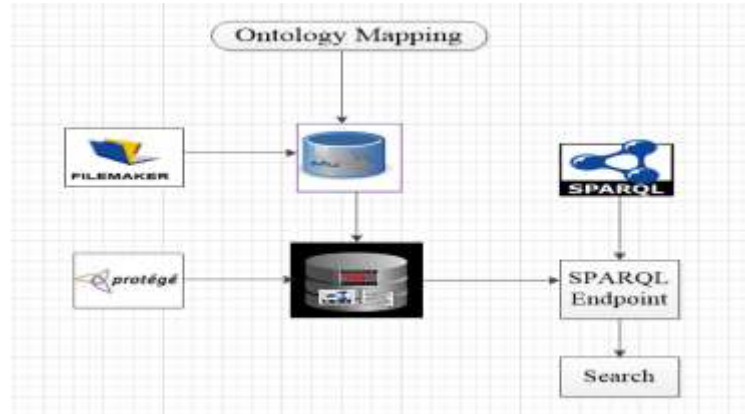 Ontology Mapping
FILEMAKER
SPARQL
protégé
SPARQL
Endpoint
Search